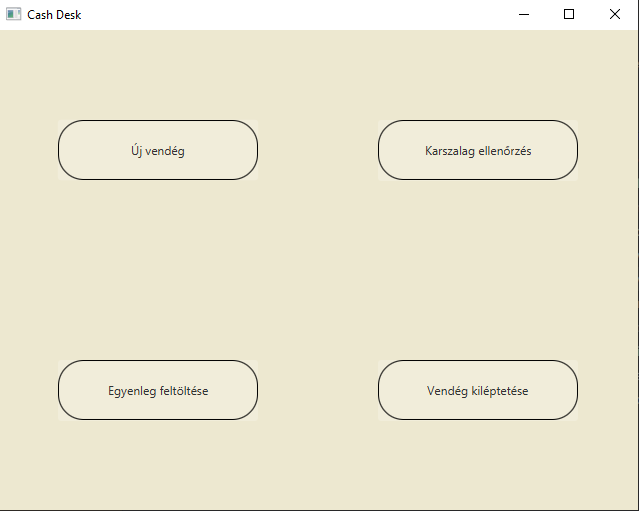 Cash Desk
Új vendég
Karszalag ellenőrzés
Egyenleg feltöltése
Vendég kiléptetése